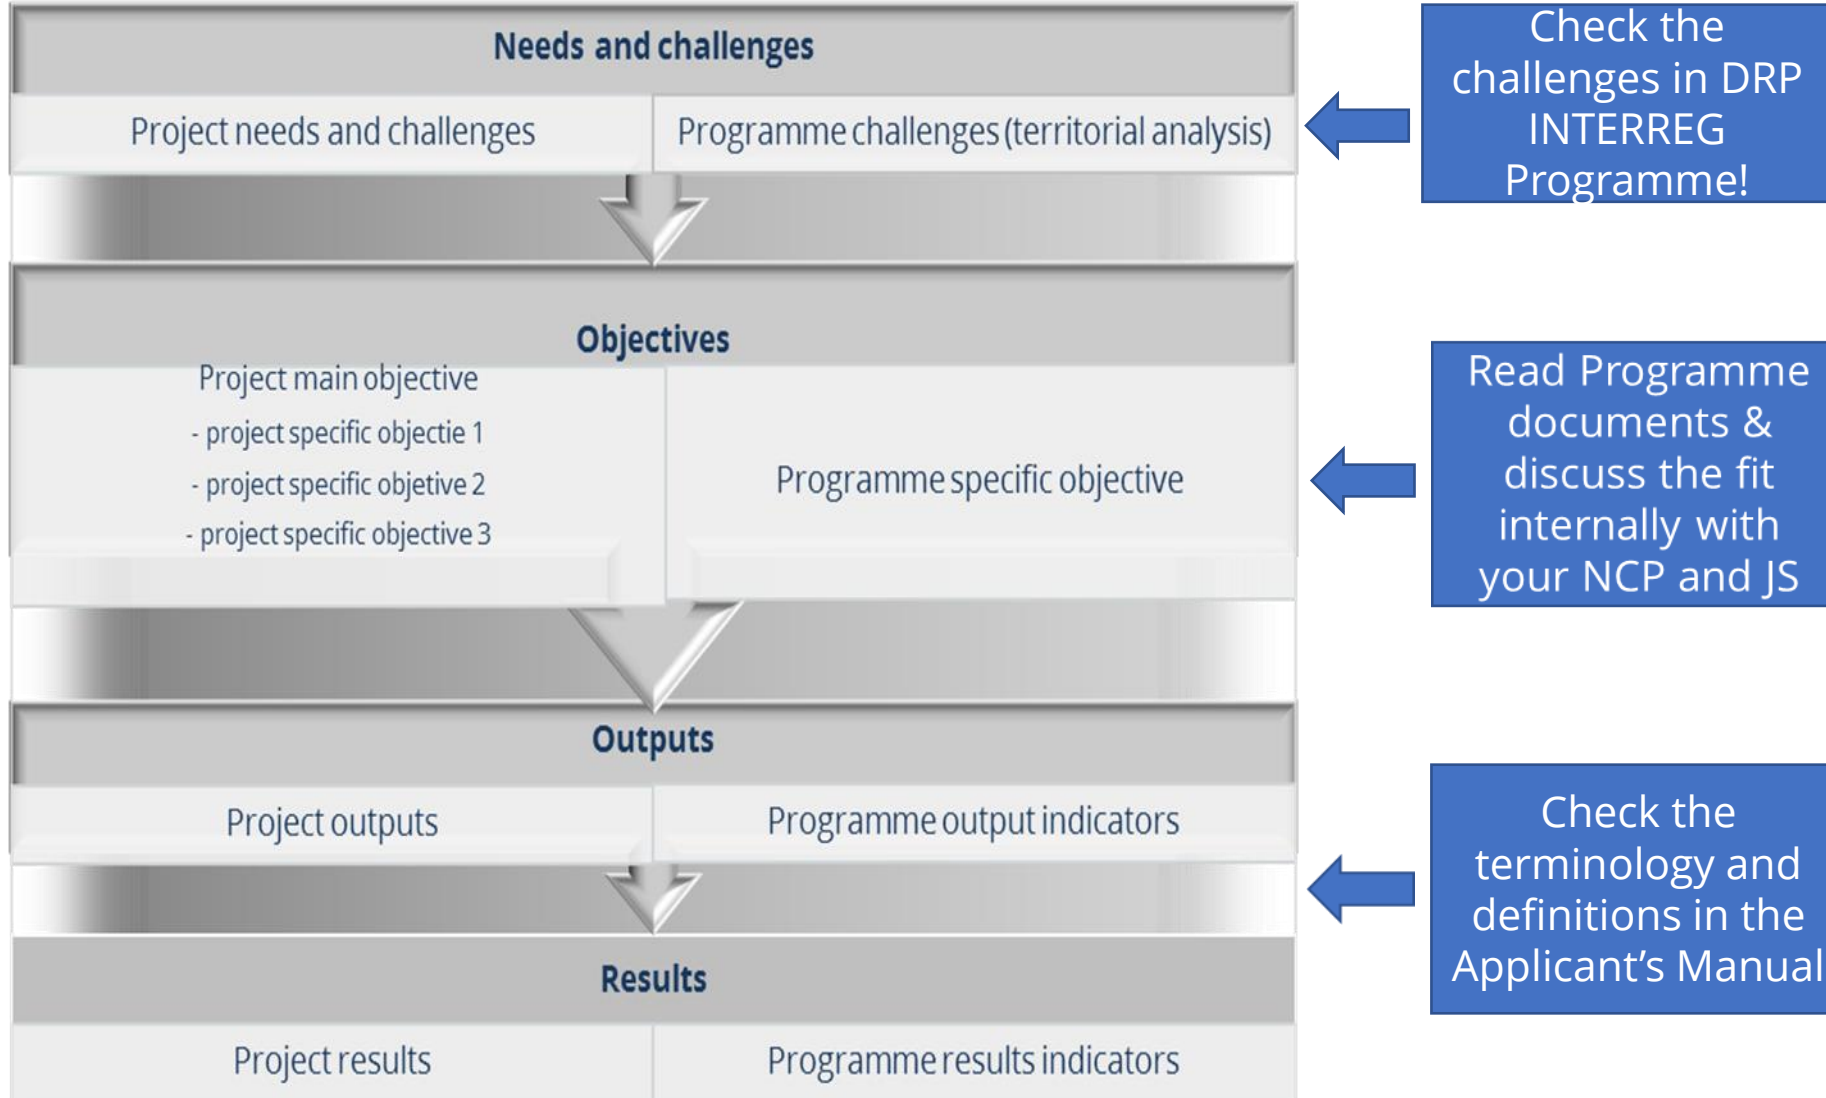 Needs and challenges
Project needs and challenges
Programme challenges (territorial analysis)
Check the
challenges in DRP
INTERREG
Programme!
Objectives
Project main objective
- project specific objectie 1
- project specific objetive 2
- project specific objective 3
Programme specific objective
Read Programme
documents &
discuss the fit
internally with
your NCP and JS
Outputs
Project outputs
Programme output indicators
Check the
terminology and
definitions in the
Applicant’s Manual
Results
Project results
Programme results indicators